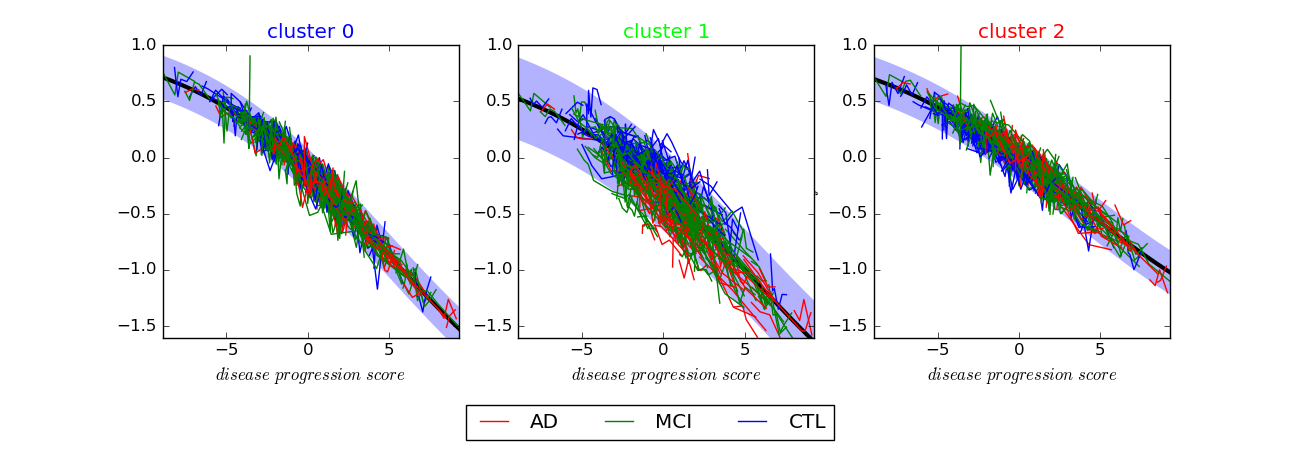 cluster 0 cluster 1 cluster 2
1.0 1.0 1.0
0.5 0.5 0.5
0.0 0.0 0.0
−0.5 −0.5 −0.5
−1.0 −1.0 −1.0
−1.5 −1.5 −1.5
−5 0 5 −5 0 5 −5 0 5
disease progression score disease progression score disease progression score
AD MCI CTL